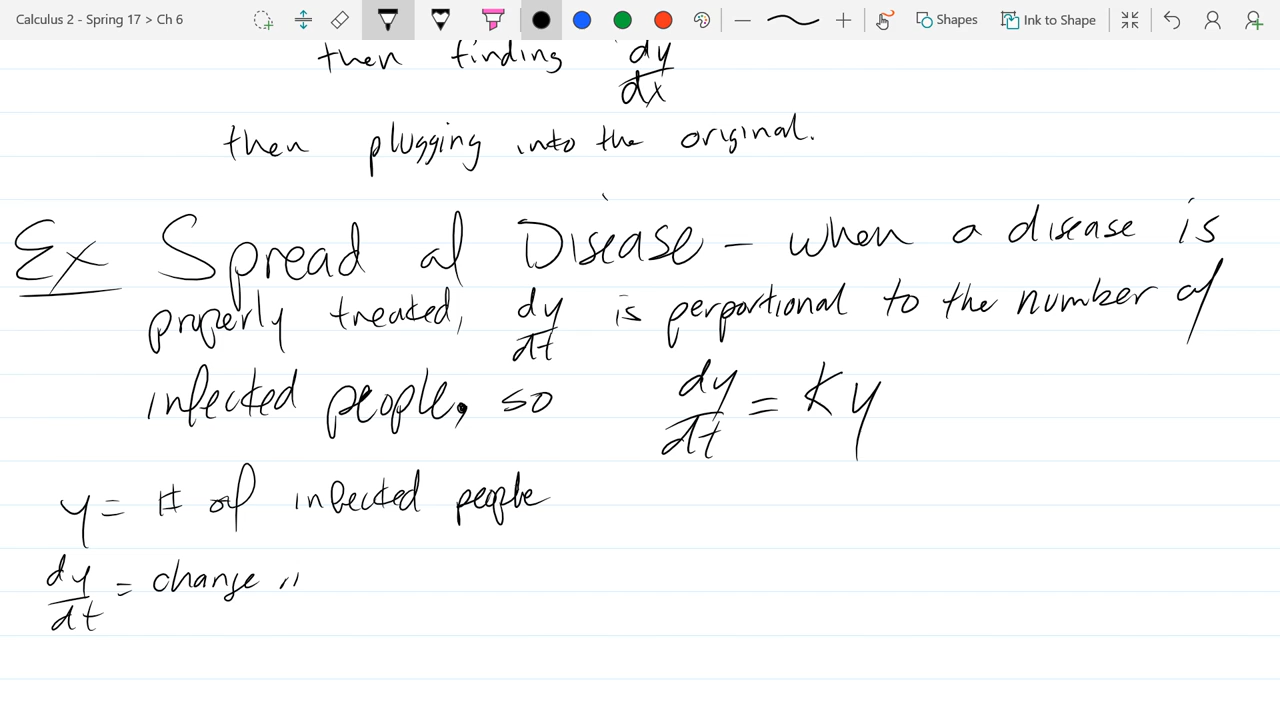 Calculus 2 - Spring 17 > Ch 6
Shapes
Ink to Shape
then finding dy/dx
then plugging into the original.
Ex Spread of Disease - when a disease is
properly treated, dy/dt is perportional to the number of
infected people, so dy/dt = Ky
y = # of infected people
dy/dt = change